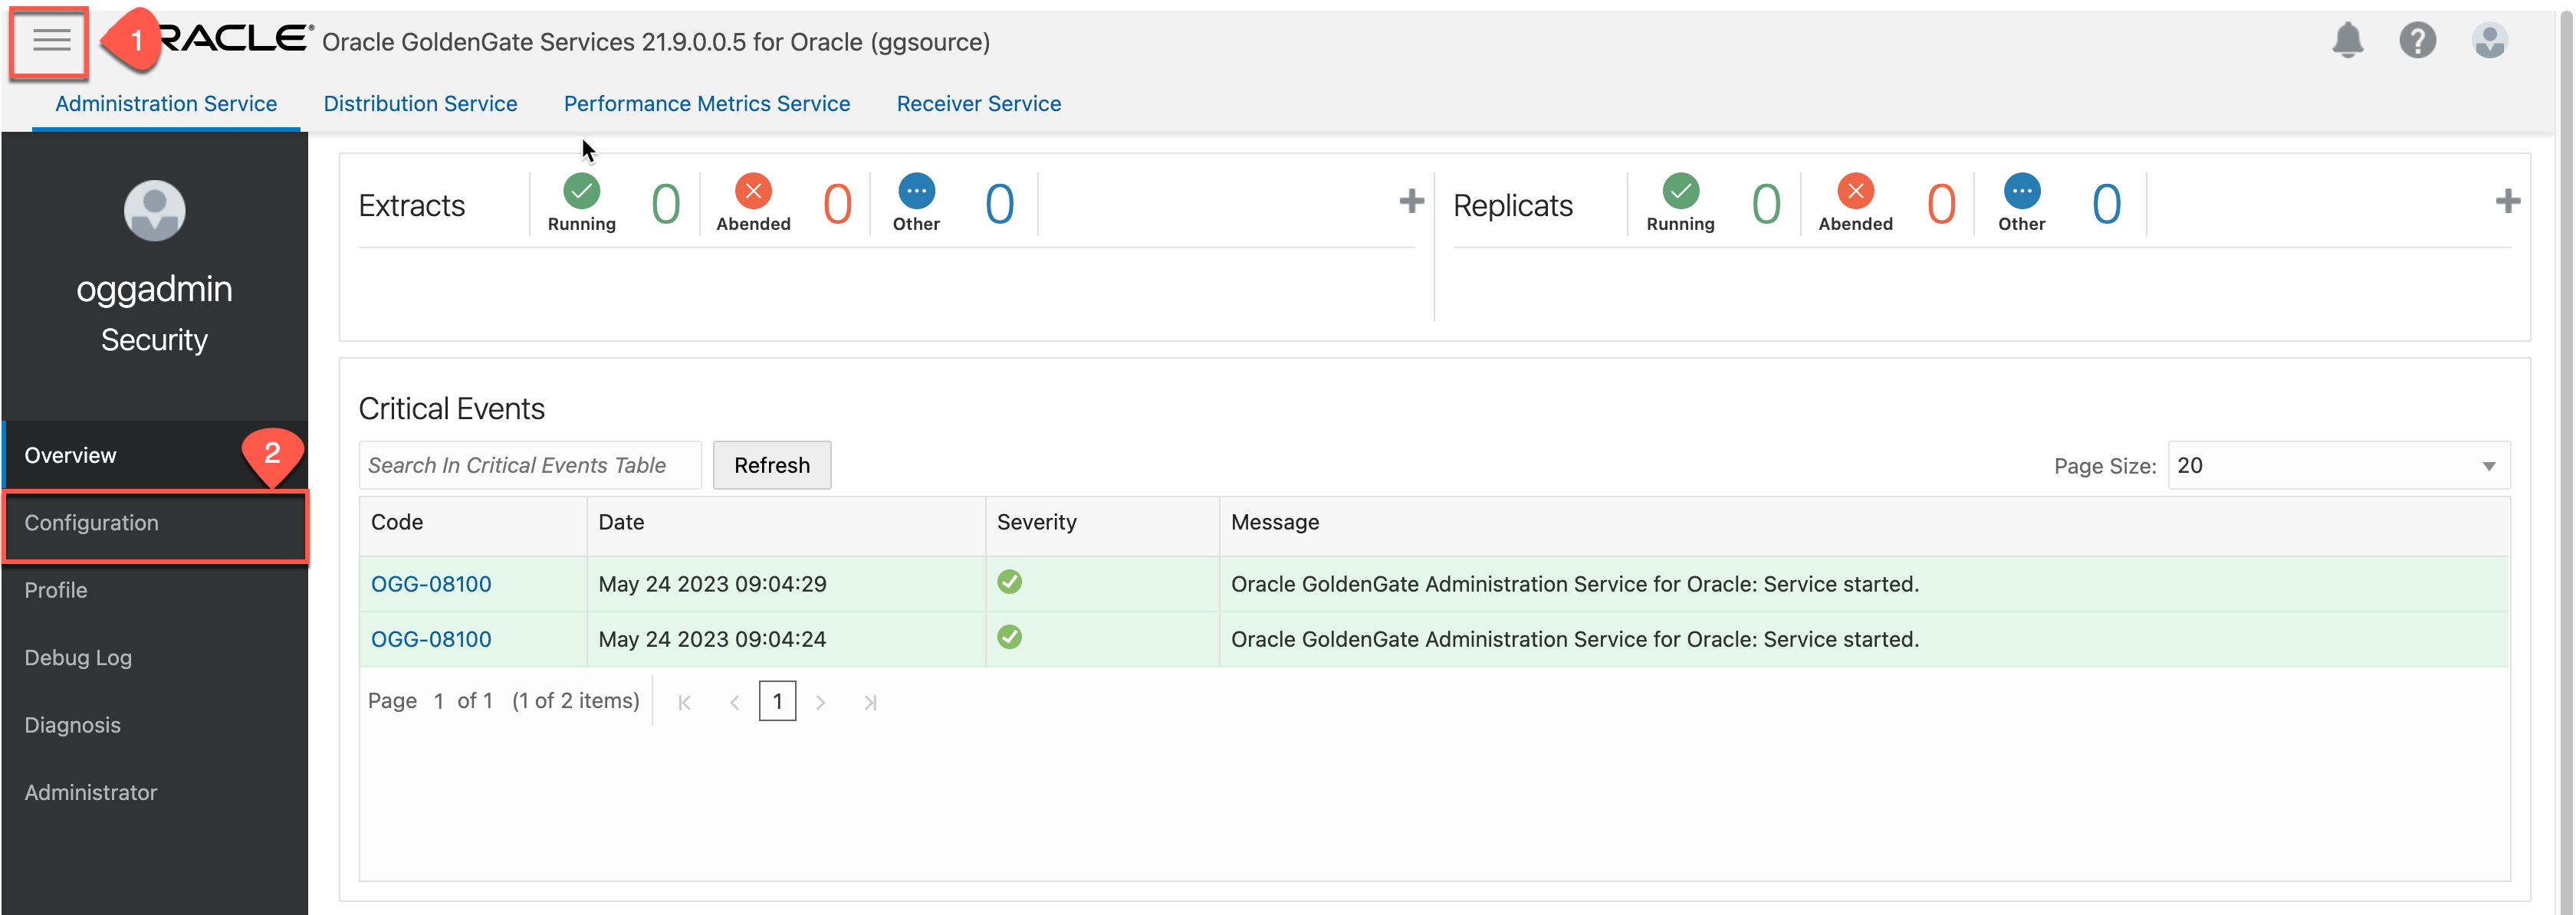 1 RACLE® Oracle GoldenGate Services 21.9.0.0.5 for Oracle (ggsource)
Administration Service Distribution Service Performance Metrics Service Receiver Service
oggadmin
Security
Overview 2
Configuration
Profile
Debug Log
Diagnosis
Administrator
Extracts Running 0 Abended 0 Other 0
Replicats Running 0 Abended 0 Other 0
Critical Events
Search In Critical Events Table Refresh Page Size: 20
Code Date Severity Message
OGG-08100 May 24 2023 09:04:29 Oracle GoldenGate Administration Service for Oracle: Service started.
OGG-08100 May 24 2023 09:04:24 Oracle GoldenGate Administration Service for Oracle: Service started.
Page 1 of 1 (1 of 2 items) 1